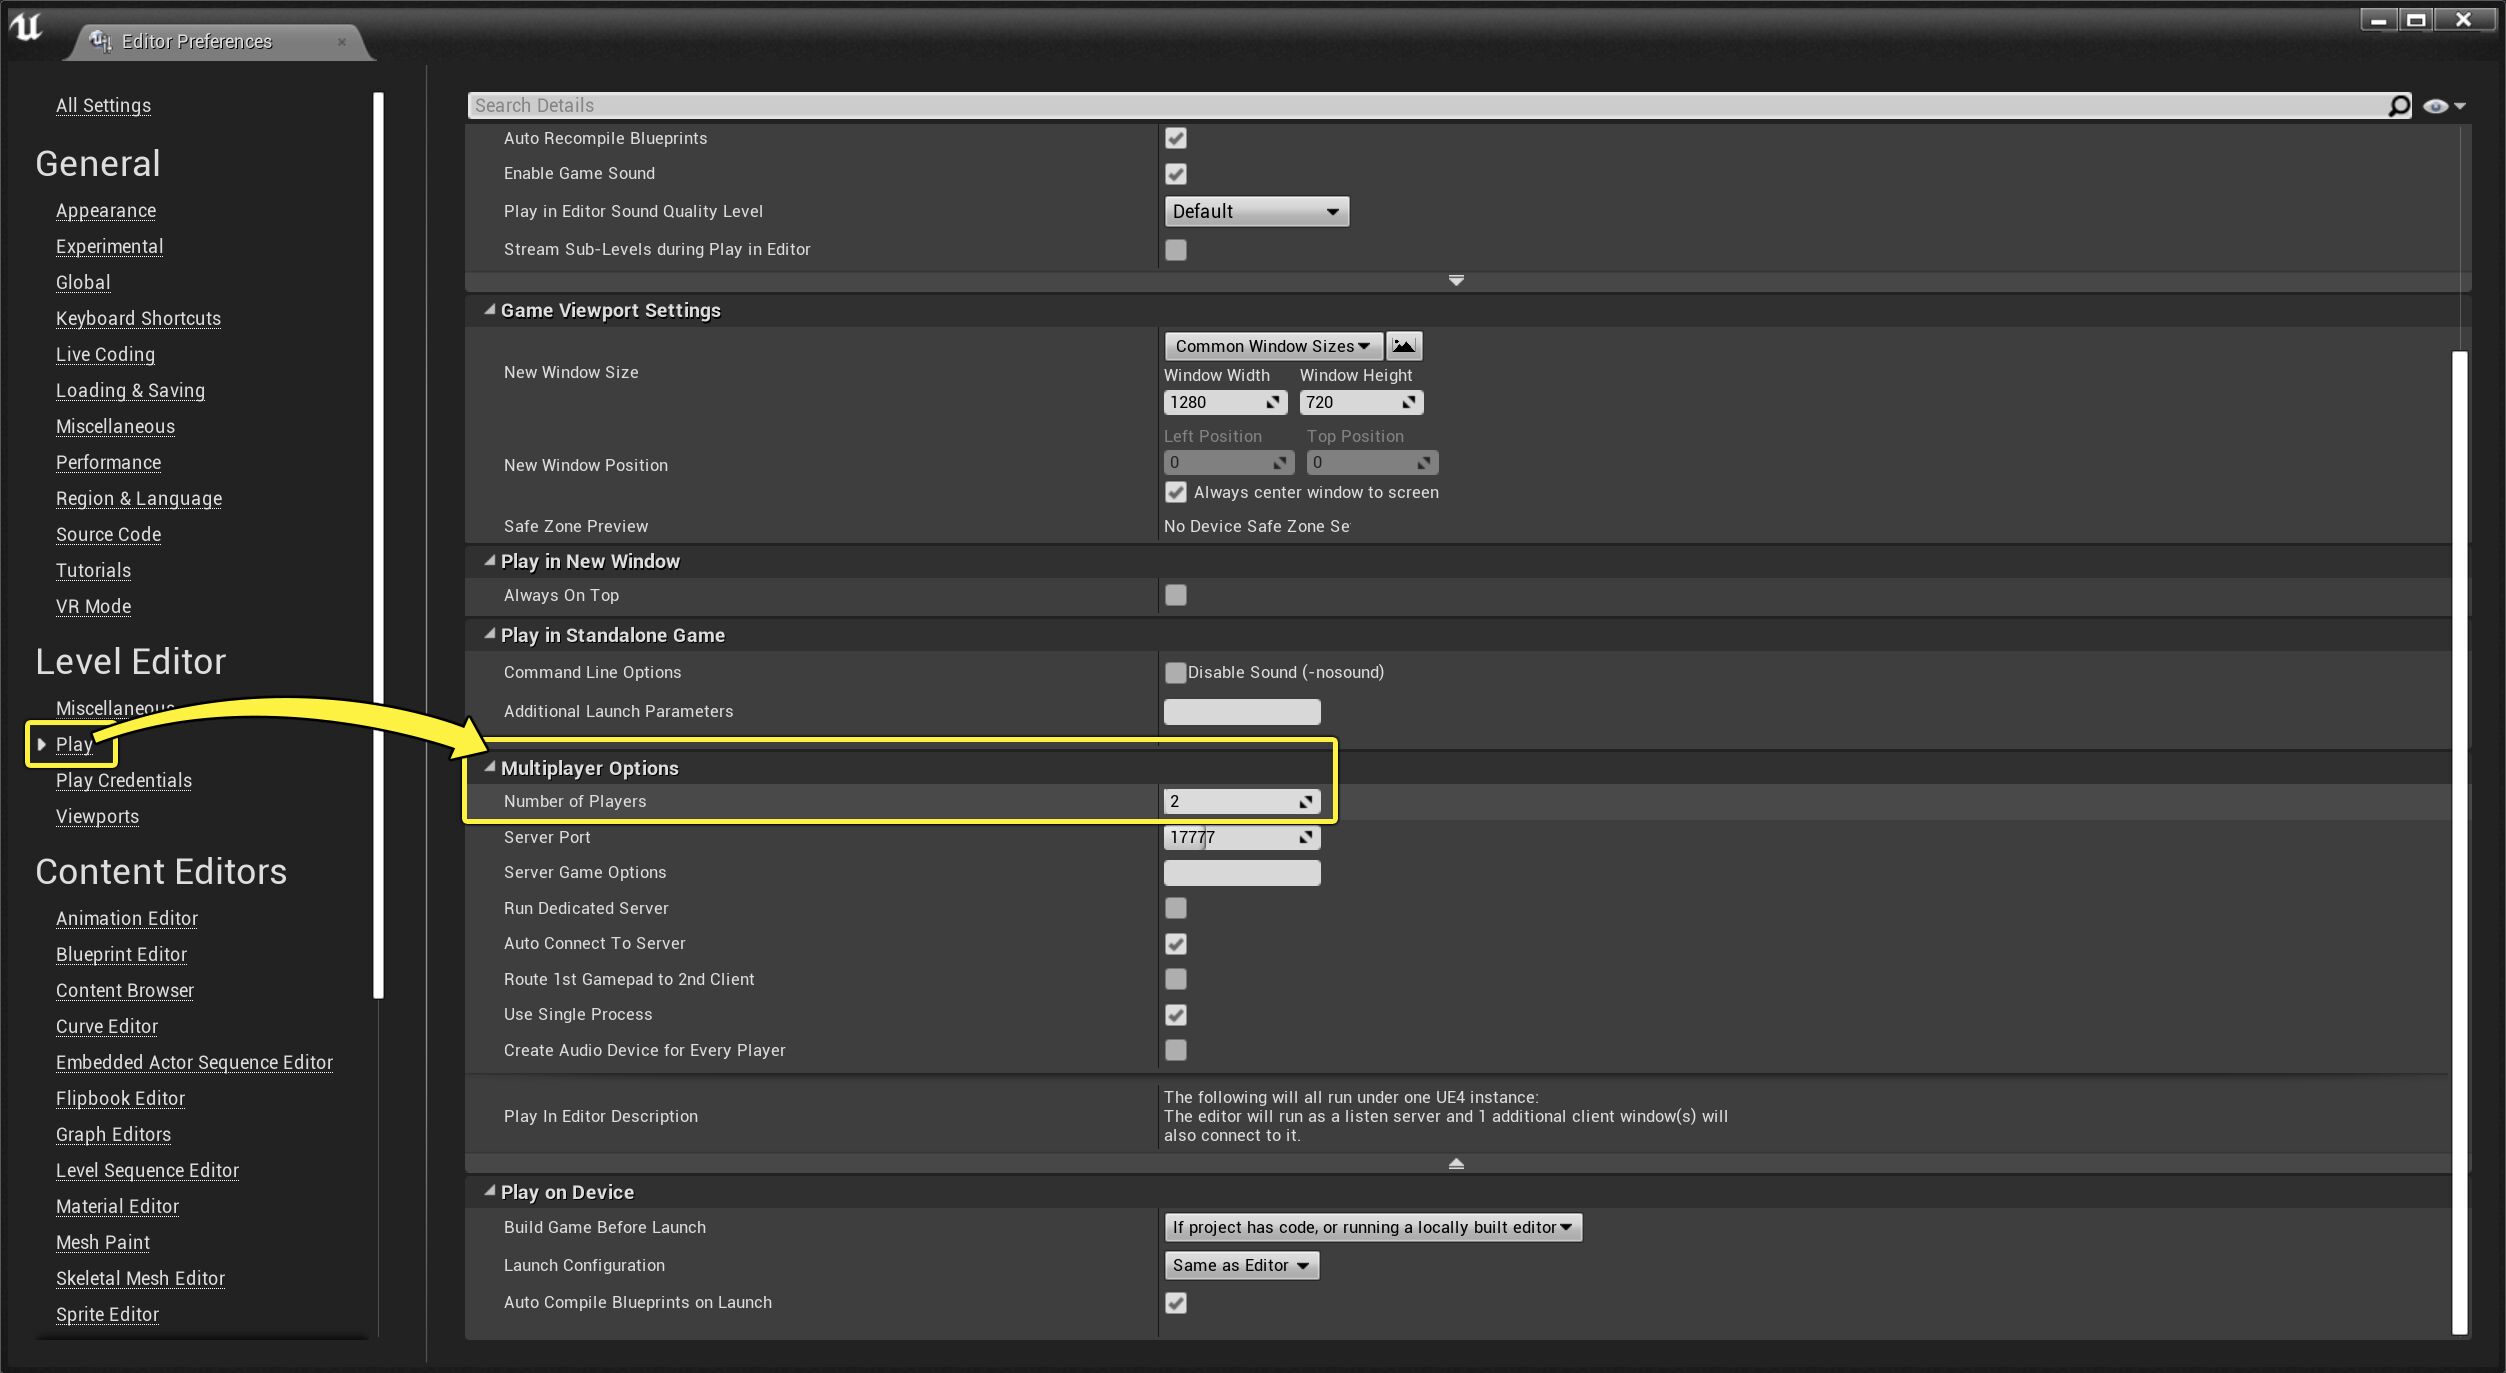 Editor Preferences
All Settings
General
Appearance
Experimental
Global
Keyboard Shortcuts
Live Coding
Loading & Saving
Miscellaneous
Performance
Region & Language
Source Code
Tutorials
VR Mode
Level Editor
Miscellaneous
Play
Play Credentials
Viewports
Content Editors
Animation Editor
Blueprint Editor
Content Browser
Curve Editor
Embedded Actor Sequence Editor
Flipbook Editor
Graph Editors
Level Sequence Editor
Material Editor
Mesh Paint
Skeletal Mesh Editor
Sprite Editor
Search Details
Auto Recompile Blueprints
Enable Game Sound
Play in Editor Sound Quality Level Default
Stream Sub-Levels during Play in Editor
Game Viewport Settings
Common Window Sizes
New Window Size
Window Width Window Height
1280 720
Left Position Top Position
New Window Position 0 0
Always center window to screen
Safe Zone Preview No Device Safe Zone Se
Play in New Window
Always On Top
Play in Standalone Game
Command Line Options Disable Sound (-nosound)
Additional Launch Parameters
Multiplayer Options
Number of Players 2
Server Port 17777
Server Game Options
Run Dedicated Server
Auto Connect To Server
Route 1st Gamepad to 2nd Client
Use Single Process
Create Audio Device for Every Player
Play In Editor Description
The following will all run under one UE4 instance:
The editor will run as a listen server and 1 additional client window(s) will
also connect to it.
Play on Device
Build Game Before Launch If project has code, or running a locally built editor
Launch Configuration Same as Editor
Auto Compile Blueprints on Launch